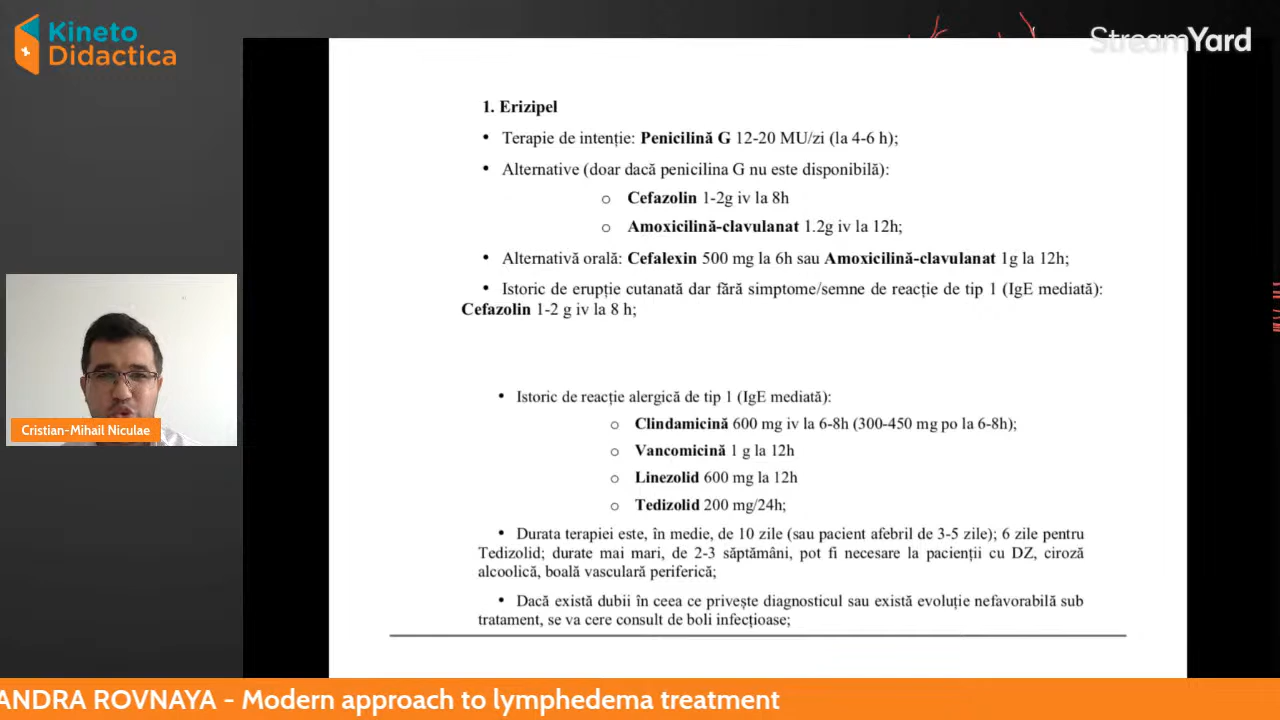 Kineto
Didactica
StreamYard
1. Erizipel
• Terapie de intenție: Penicilină G 12-20 MU/zi (la 4-6 h);
• Alternative (doar dacă penicilina G nu este disponibilă):
o Cefazolin 1-2g iv la 8h
o Amoxicilină-clavulanat 1.2g iv la 12h;
• Alternativă orală: Cefalexin 500 mg la 6h sau Amoxicilină-clavulanat 1g la 12h;
• Istoric de erupție cutanată dar fără simptome/semne de reacție de tip 1 (IgE mediată):
Cefazolin 1-2 g iv la 8 h;
• Istoric de reacție alergică de tip 1 (IgE mediată):
o Clindamicină 600 mg iv la 6-8h (300-450 mg po la 6-8h);
o Vancomicină 1 g la 12h
o Linezolid 600 mg la 12h
o Tedizolid 200 mg/24h;
• Durata terapiei este, în medie, de 10 zile (sau pacient afebril de 3-5 zile); 6 zile pentru
Tedizolid; durate mai mari, de 2-3 săptămâni, pot fi necesare la pacienții cu DZ, ciroză
alcoolică, boală vasculară periferică;
• Dacă există dubii în ceea ce privește diagnosticul sau există evoluție nefavorabilă sub
tratament, se va cere consult de boli infecțioase;
Cristian-Mihail Niculae
ANDRA ROVNAYA - Modern approach to lymphedema treatment